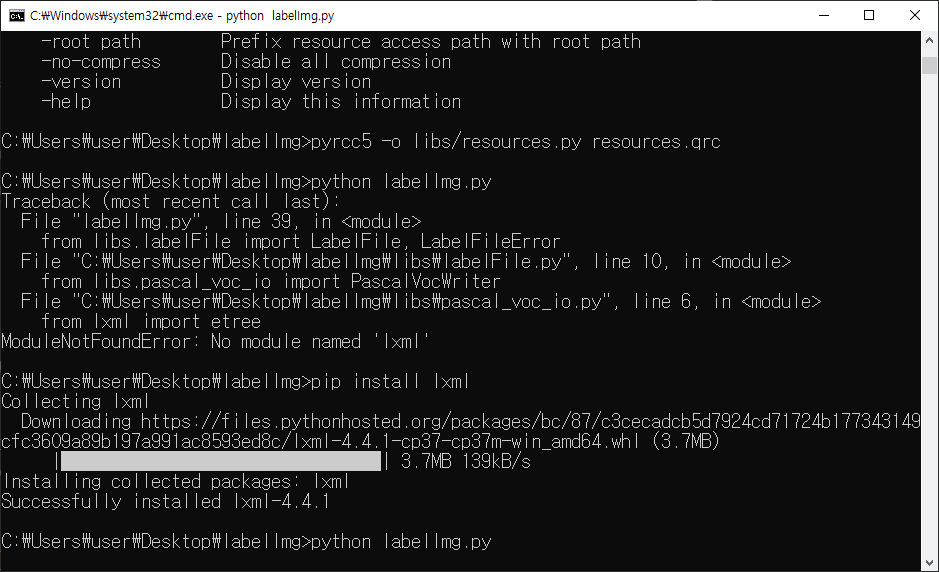 C:₩Windows₩system32₩cmd.exe - python labelImg.py
-root path Prefix resource access path with root path
-no-compress Disable all compression
-version Display version
-help Display this information
C:₩Users₩user₩Desktop₩labelImg>pyrcc5 -o libs/resources.py resources.qrc
C:₩Users₩user₩Desktop₩labelImg>python labelImg.py
Traceback (most recent call last):
File "labelImg.py", line 39, in <module>
from libs.labelFile import LabelFile, LabelFileError
File "C:₩Users₩user₩Desktop₩labelImg₩libs₩labelFile.py", line 10, in <module>
from libs.pascal_voc_io import PascalVocWriter
File "C:₩Users₩user₩Desktop₩labelImg₩libs₩pascal_voc_io.py", line 6, in <module>
from lxml import etree
ModuleNotFoundError: No module named 'lxml'
C:₩Users₩user₩Desktop₩labelImg>pip install lxml
Collecting lxml
Downloading https://files.pythonhosted.org/packages/bc/87/c3cecadcb5d7924cd71724b177343149
cfc3609a89b197a991ac8593ed8c/lxml-4.4.1-cp37-cp37m-win_amd64.whl (3.7MB)
| | 3.7MB 139kB/s
Installing collected packages: lxml
Successfully installed lxml-4.4.1
C:₩Users₩user₩Desktop₩labelImg>python labelImg.py